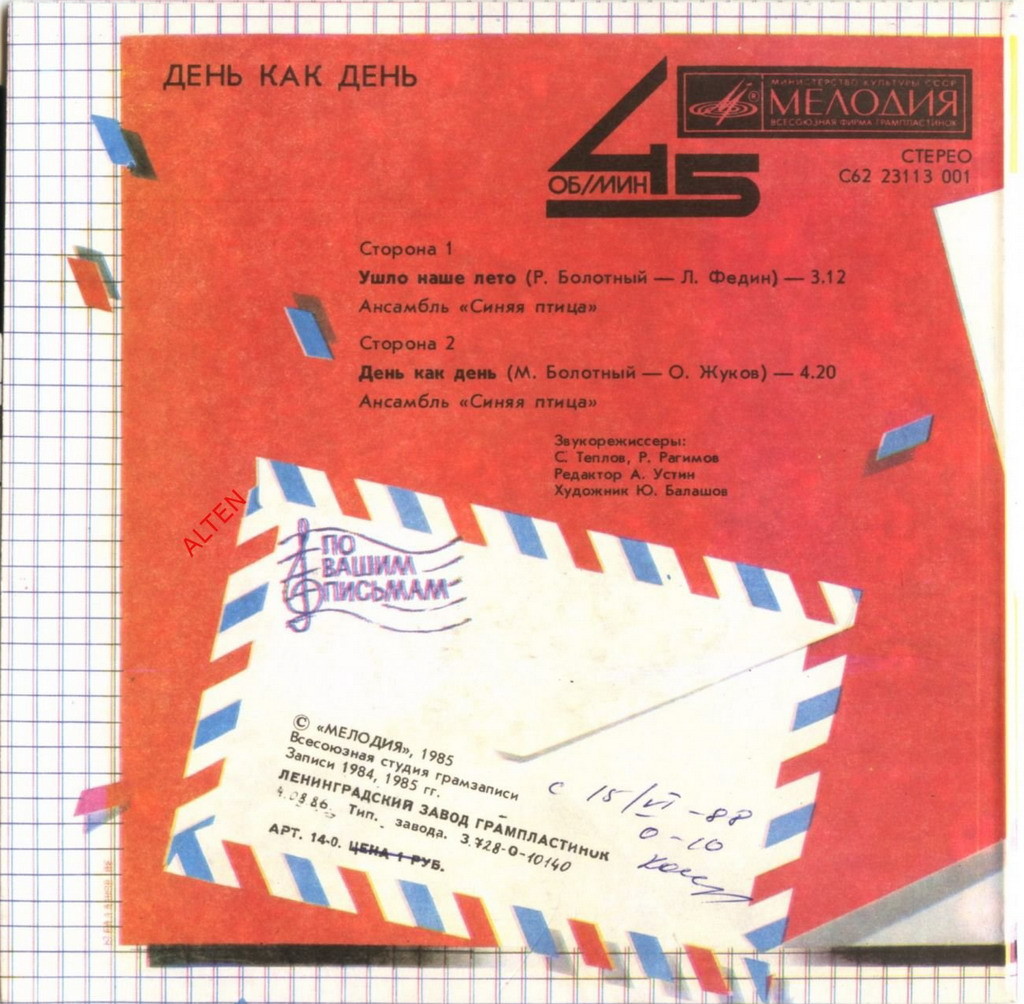 ДЕНЬ КАК ДЕНЬ
45
ОБ/МИН
МИНИСТЕРСТВО КУЛЬТУРЫ СССР
МЕЛОДИЯ
ВСЕСОЮЗНАЯ ФИРМА ГРАМПЛАСТИНОК
СТЕРЕО
С62 23113 001
Сторона 1
Ушло наше лето (Р. Болотный — Л. Федин) — 3.12
Ансамбль «Синяя птица»
Сторона 2
День как день (М. Болотный — О. Жуков) — 4.20
Ансамбль «Синяя птица»
Звукорежиссеры:
С. Теплов, Р. Рагимов
Редактор А. Устин
Художник Ю. Балашов
ALTEN
ПО
ВАШИМ
ПИСЬМАМ
© «МЕЛОДИЯ», 1985
Всесоюзная студия грамзаписи
Записи 1984, 1985 гг.
ЛЕНИНГРАДСКИЙ ЗАВОД ГРАМПЛАСТИНОК
Тип. завода. З.728-0-10140
АРТ. 14-0. ЦЕНА 1 РУБ.
с 15/VI-88
0-10